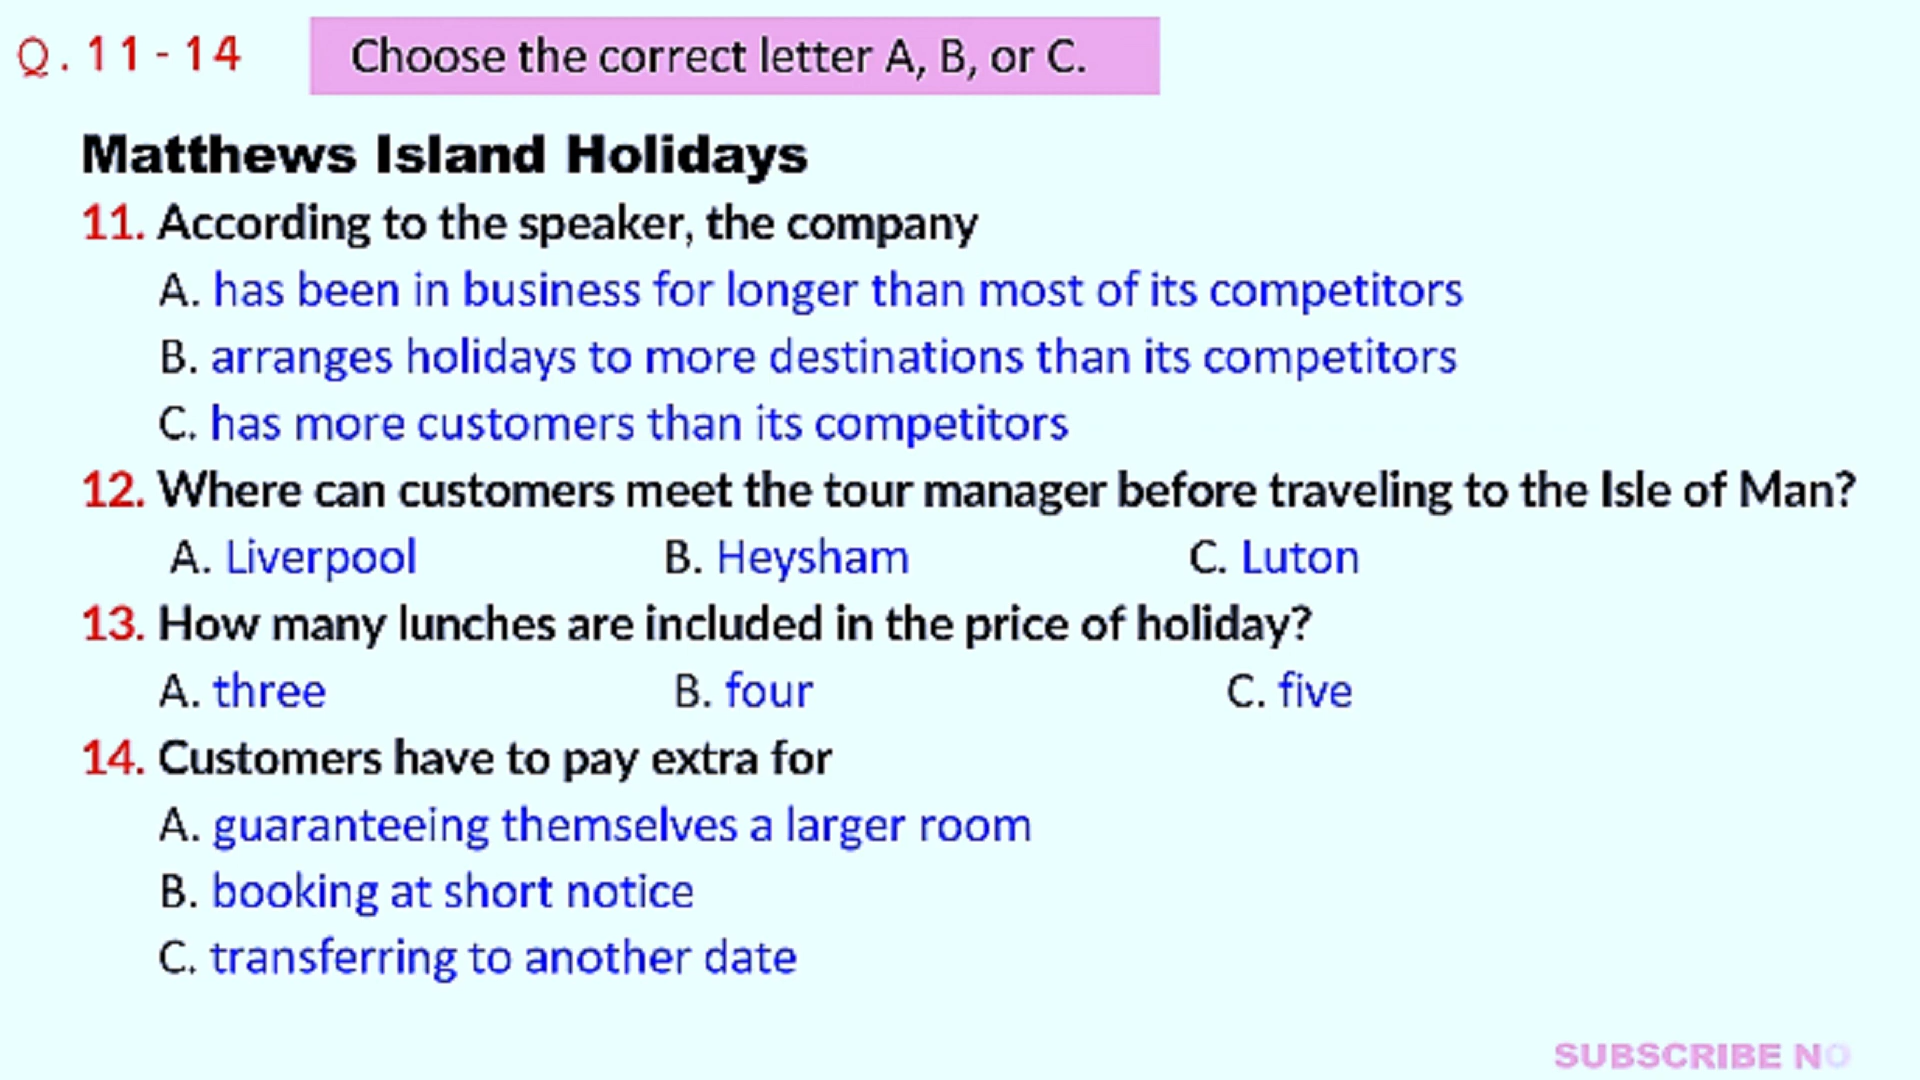 Q.11-14 Choose the correct letter A, B, or C.
Matthews Island Holidays
11. According to the speaker, the company
A. has been in business for longer than most of its competitors
B. arranges holidays to more destinations than its competitors
C. has more customers than its competitors
12. Where can customers meet the tour manager before traveling to the Isle of Man?
A. Liverpool B. Heysham C. Luton
13. How many lunches are included in the price of holiday?
A. three B. four C. five
14. Customers have to pay extra for
A. guaranteeing themselves a larger room
B. booking at short notice
C. transferring to another date
SUBSCRIBE NO